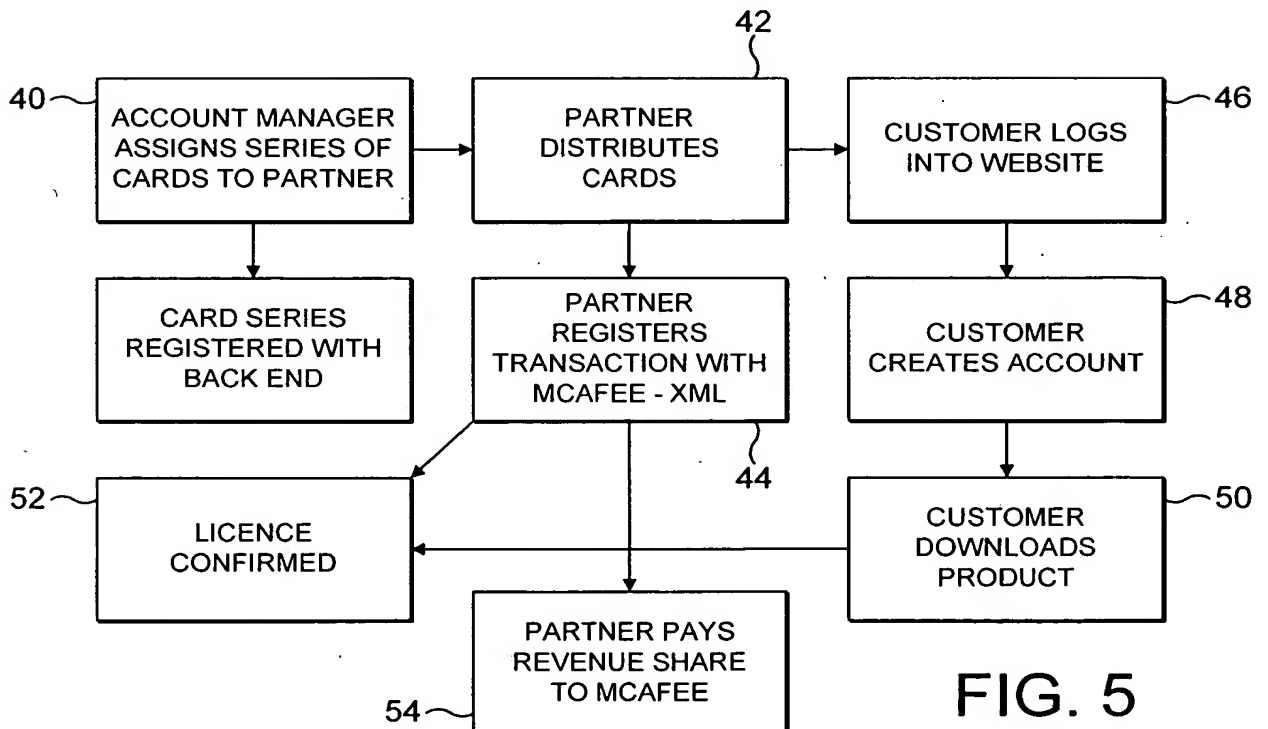 42
40
ACCOUNT MANAGER
ASSIGNS SERIES OF
CARDS TO PARTNER
PARTNER
DISTRIBUTES
CARDS
CUSTOMER LOGS
INTO WEBSITE
46
CARD SERIES
REGISTERED WITH
BACK END
PARTNER
REGISTERS
TRANSACTION WITH
MCAFEE - XML
CUSTOMER
CREATES ACCOUNT
48
44
52
LICENCE
CONFIRMED
CUSTOMER
DOWNLOADS
PRODUCT
50
PARTNER PAYS
REVENUE SHARE
TO MCAFEE
54
FIG. 5